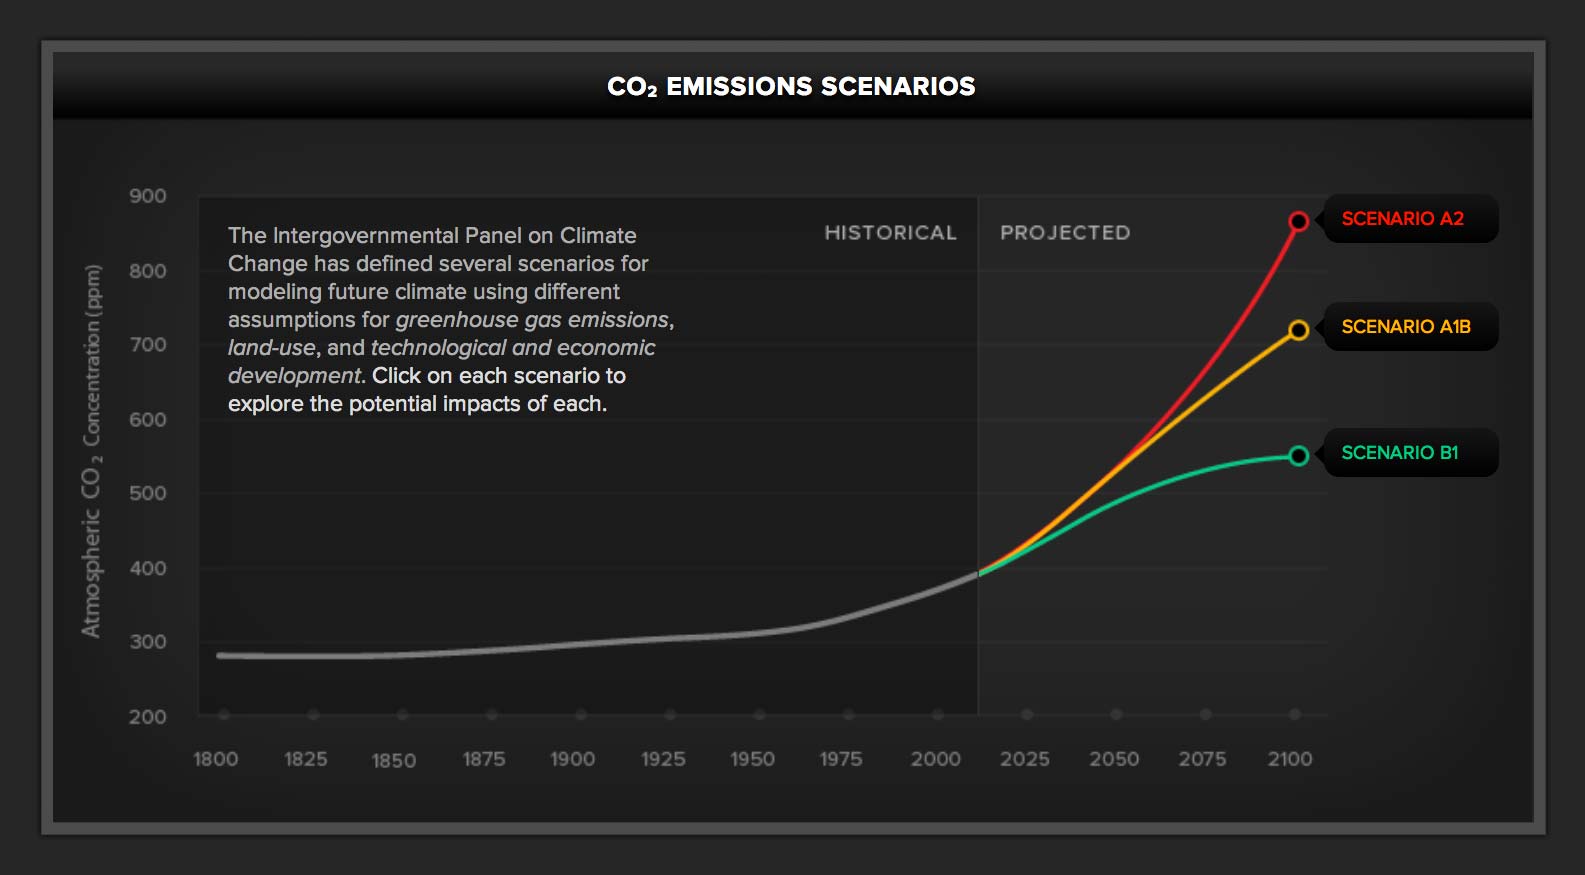 CO₂ EMISSIONS SCENARIOS
900
800
700
600
500
400
300
200
Atmospheric CO₂ Concentration (ppm)
The Intergovernmental Panel on Climate
Change has defined several scenarios for
modeling future climate using different
assumptions for greenhouse gas emissions,
land-use, and technological and economic
development. Click on each scenario to
explore the potential impacts of each.
HISTORICAL
PROJECTED
SCENARIO A2
SCENARIO A1B
SCENARIO B1
1800 1825 1850 1875 1900 1925 1950 1975 2000 2025 2050 2075 2100